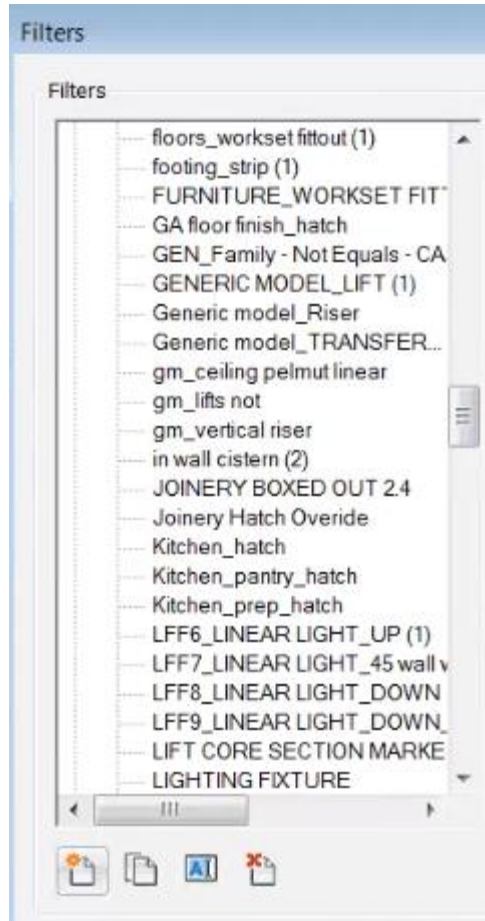 Filters
Filters
floors_workset fittout (1)
footing_strip (1)
FURNITURE_WORKSET FIT
GA floor finish_hatch
GEN_Family - Not Equals - CA
GENERIC MODEL_LIFT (1)
Generic model_Riser
Generic model_TRANSFER...
gm_ceiling pelmut linear
gm_lifts not
gm_vertical riser
in wall cistern (2)
JOINERY BOXED OUT 2.4
Joinery Hatch Overide
Kitchen_hatch
Kitchen_pantry_hatch
Kitchen_prep_hatch
LFF6_LINEAR LIGHT_UP (1)
LFF7_LINEAR LIGHT_45 wall
LFF8_LINEAR LIGHT_DOWN
LFF9_LINEAR LIGHT_DOWN_
LIFT CORE SECTION MARKE
LIGHTING FIXTURE
AI